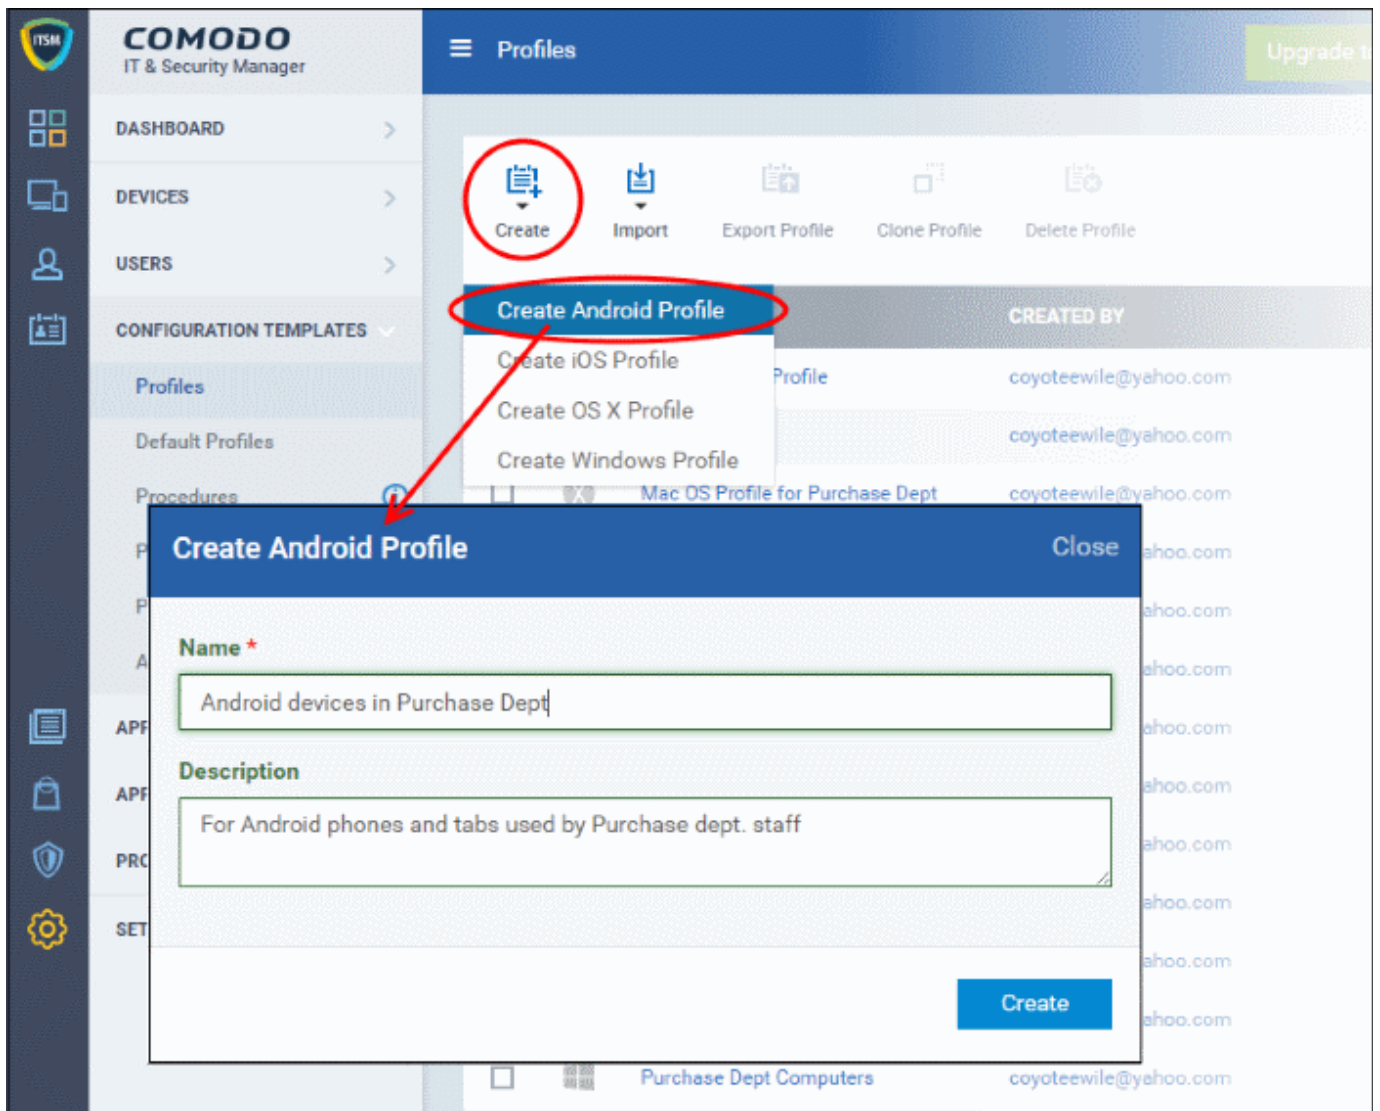 ITSM
COMODO
IT & Security Manager
Profiles
Upgrade
DASHBOARD
DEVICES
USERS
CONFIGURATION TEMPLATES
Profiles
Default Profiles
Procedures
Create
Import
Export Profile
Clone Profile
Delete Profile
CREATED BY
Create Android Profile
Create iOS Profile
Create OS X Profile
Create Windows Profile
Profile coyoteewile@yahoo.com
coyoteewile@yahoo.com
Mac OS Profile for Purchase Dept coyoteewile@yahoo.com
Create Android Profile
Close
Name *
Android devices in Purchase Dept
Description
For Android phones and tabs used by Purchase dept. staff
Create
Purchase Dept Computers coyoteewile@yahoo.com